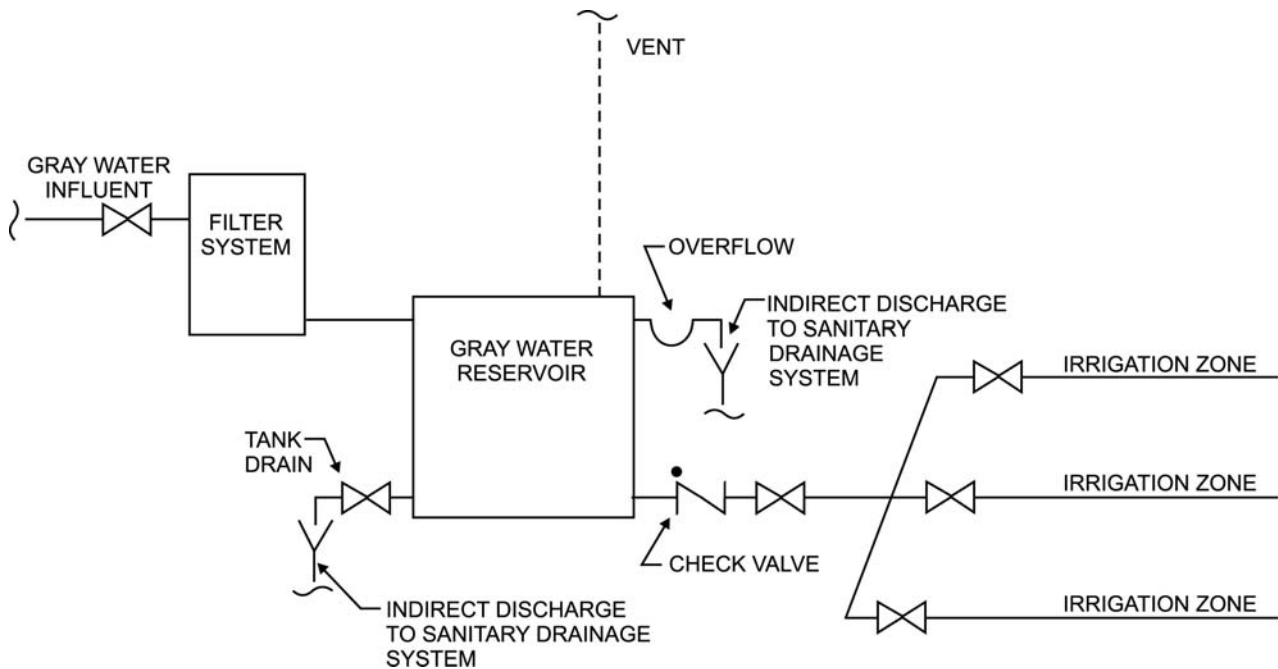 VENT
GRAY WATER
INFLUENT
FILTER
SYSTEM
OVERFLOW
INDIRECT DISCHARGE
TO SANITARY
DRAINAGE
SYSTEM
GRAY WATER
RESERVOIR
IRRIGATION ZONE
TANK
DRAIN
IRRIGATION ZONE
CHECK VALVE
IRRIGATION ZONE
INDIRECT DISCHARGE
TO SANITARY DRAINAGE
SYSTEM